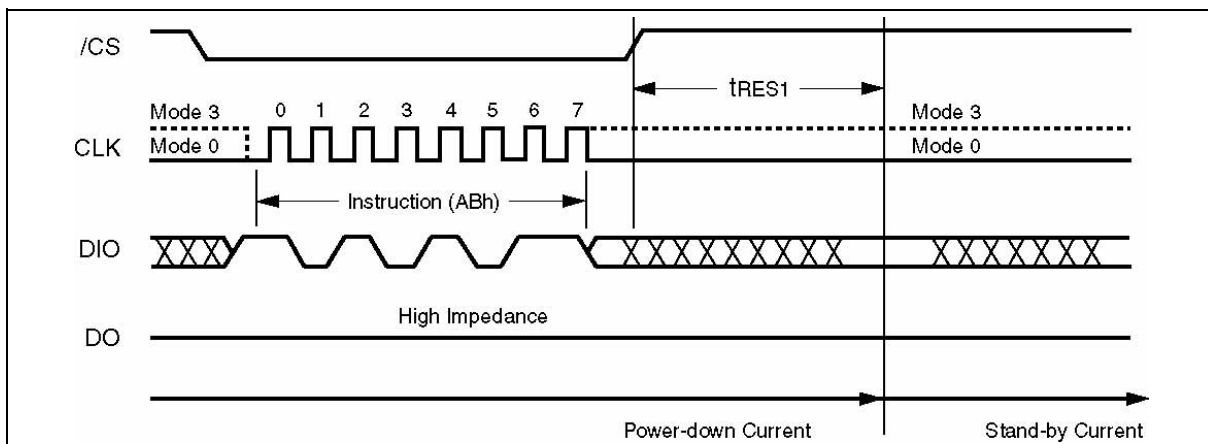 /CS
tRES1
Mode 3 0 1 2 3 4 5 6 7 Mode 3
CLK Mode 0 Mode 0
Instruction (ABh)
DIO
High Impedance
DO
Power-down Current Stand-by Current